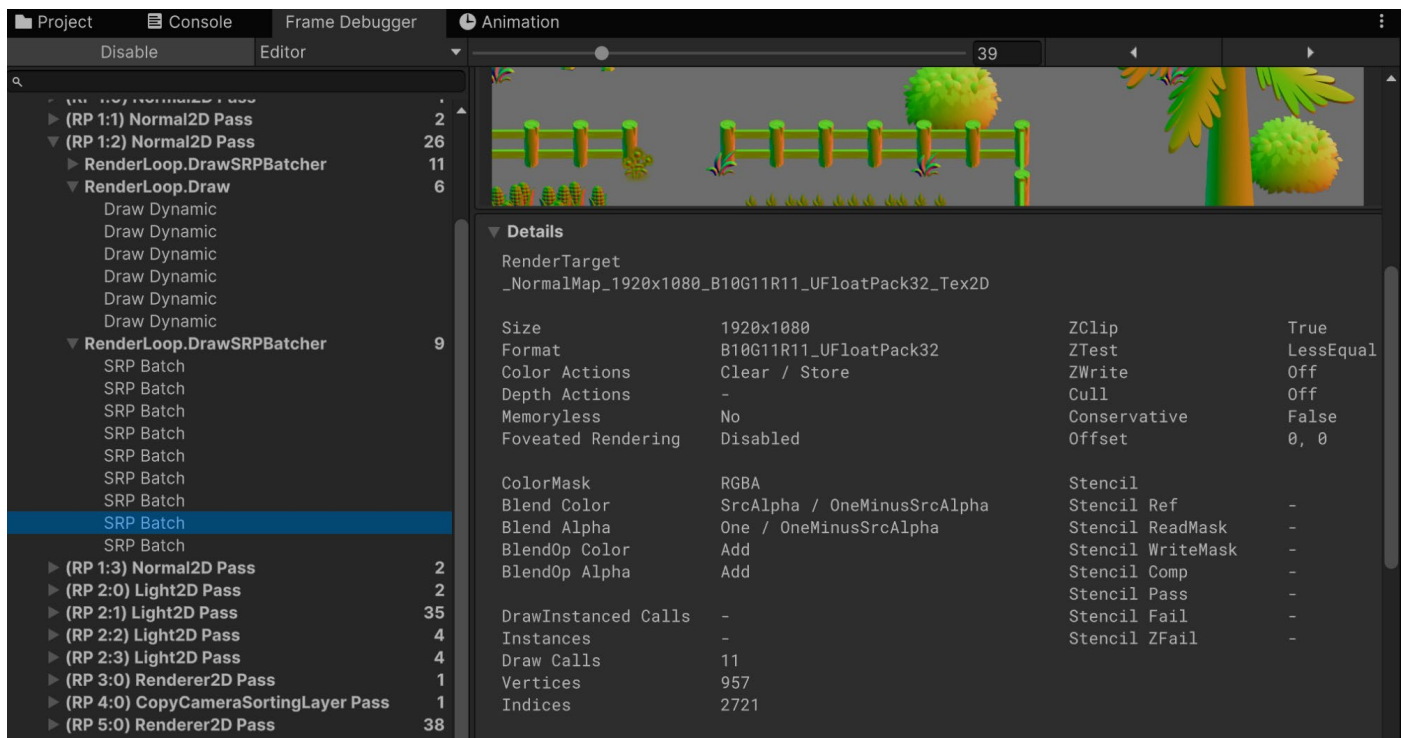 Project Console Frame Debugger Animation
Disable Editor 39
(RP 1:0) Normal2D Pass 1
(RP 1:1) Normal2D Pass 2
(RP 1:2) Normal2D Pass 26
RenderLoop.DrawSRPBatcher 11
RenderLoop.Draw 6
Draw Dynamic
Draw Dynamic
Draw Dynamic
Draw Dynamic
Draw Dynamic
Draw Dynamic
RenderLoop.DrawSRPBatcher 9
SRP Batch
SRP Batch
SRP Batch
SRP Batch
SRP Batch
SRP Batch
SRP Batch
SRP Batch
SRP Batch
(RP 1:3) Normal2D Pass 2
(RP 2:0) Light2D Pass 2
(RP 2:1) Light2D Pass 35
(RP 2:2) Light2D Pass 4
(RP 2:3) Light2D Pass 4
(RP 3:0) Renderer2D Pass 1
(RP 4:0) CopyCameraSortingLayer Pass 1
(RP 5:0) Renderer2D Pass 38
Details
RenderTarget
_NormalMap_1920x1080_B10G11R11_UFloatPack32_Tex2D
Size 1920x1080 ZClip True
Format B10G11R11_UFloatPack32 ZTest LessEqual
Color Actions Clear / Store ZWrite Off
Depth Actions - Cull Off
Memoryless No Conservative False
Foveated Rendering Disabled Offset 0, 0
ColorMask RGBA Stencil
Blend Color SrcAlpha / OneMinusSrcAlpha Stencil Ref -
Blend Alpha One / OneMinusSrcAlpha Stencil ReadMask -
BlendOp Color Add Stencil WriteMask -
BlendOp Alpha Add Stencil Comp -
Stencil Pass -
DrawInstanced Calls - Stencil Fail -
Instances - Stencil ZFail -
Draw Calls 11
Vertices 957
Indices 2721